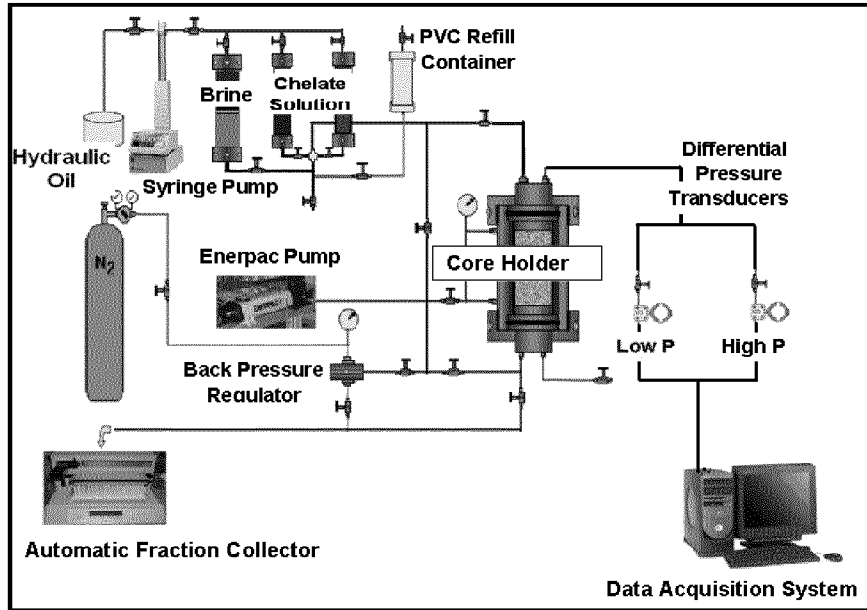 PVC Refill
Container
Brine
Chelate
Solution
Hydraulic
Oil
Syringe Pump
Differential
Pressure
Transducers
N2
Enerpac Pump
Core Holder
Low P
High P
Back Pressure
Regulator
Automatic Fraction Collector
Data Acquisition System